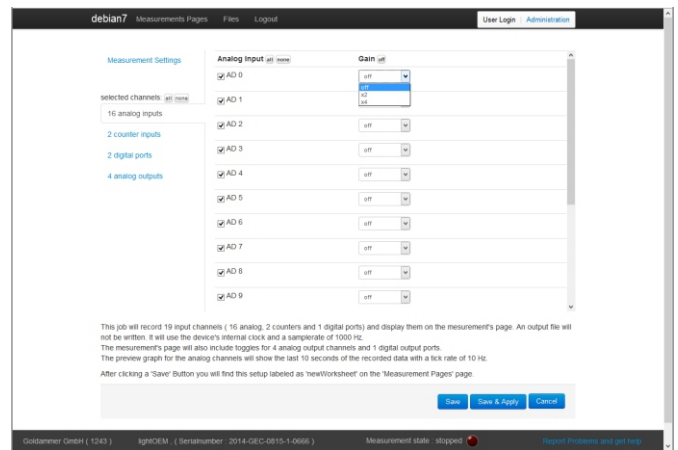 debian7 Measurements Pages Files Logout User Login Administration
Measurement Settings
Analog Input all none Gain off
AD 0 off
off
x2
x4
selected channels: all none
AD 1
16 analog inputs
AD 2 off
2 counter inputs
AD 3 off
2 digital ports
AD 4 off
4 analog outputs
AD 5 off
AD 6 off
AD 7 off
AD 8 off
AD 9 off
This job will record 19 input channels ( 16 analog, 2 counters and 1 digital ports) and display them on the mesurement's page. An output file will
not be written. It will use the device's internal clock and a samplerate of 1000 Hz.
The mesurement's page will also include toggles for 4 analog output channels and 1 digital output ports.
The preview graph for the analog channels will show the last 10 seconds of the recorded data with a tick rate of 10 Hz.
After clicking a 'Save' Button you will find this setup labeled as 'newWorksheet' on the 'Measurement Pages' page.
Save Save & Apply Cancel
Goldammer GmbH ( 1243 ) lightOEM , ( Serialnumber : 2014-GEC-0815-1-0666 ) Measurement state : stopped Report Problems and get help